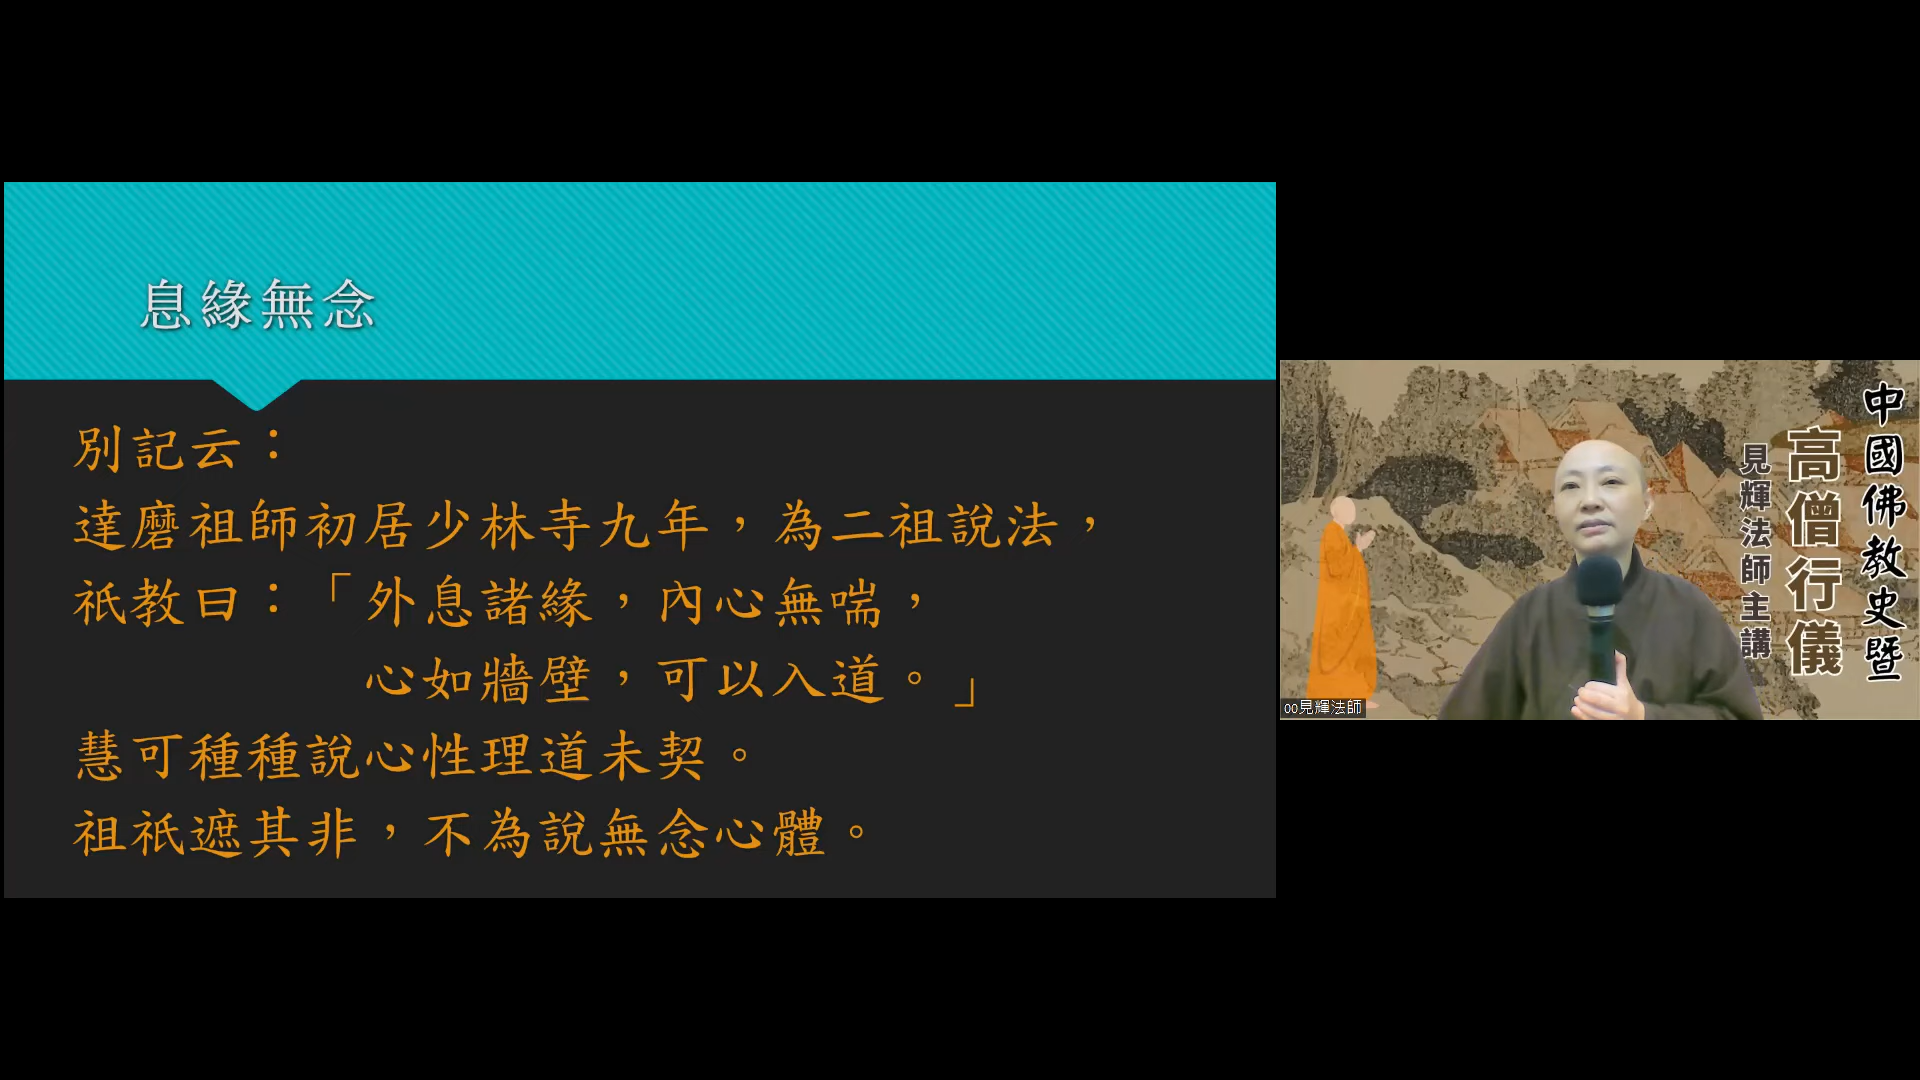 息緣無念
別記云：
達磨祖師初居少林寺九年，為二祖說法，
祇教曰：「外息諸緣，內心無喘，
心如牆壁，可以入道。」
慧可種種說心性理道未契。
祖祇遮其非，不為說無念心體。
中國佛教史暨
高僧行儀
見輝法師主講
oo見輝法師